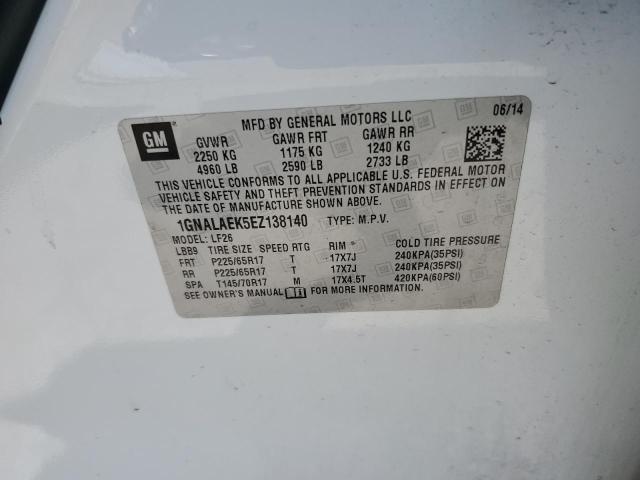 GM
MFD BY GENERAL MOTORS LLC 06/14
GVWR GAWR FRT GAWR RR
2250 KG 1175 KG 1240 KG
4960 LB 2590 LB 2733 LB
THIS VEHICLE CONFORMS TO ALL APPLICABLE U.S. FEDERAL MOTOR
VEHICLE SAFETY AND THEFT PREVENTION STANDARDS IN EFFECT ON
THE DATE OF MANUFACTURE SHOWN ABOVE.
1GNALAEK5EZ138140 TYPE: M.P.V.
MODEL: LF26
LBB9 TIRE SIZE SPEED RTG RIM COLD TIRE PRESSURE
FRT P225/65R17 T 17X7J 240KPA(35PSI)
RR P225/65R17 T 17X7J 240KPA(35PSI)
SPA T145/70R17 M 17X4.5T 420KPA(60PSI)
SEE OWNER'S MANUAL FOR MORE INFORMATION.